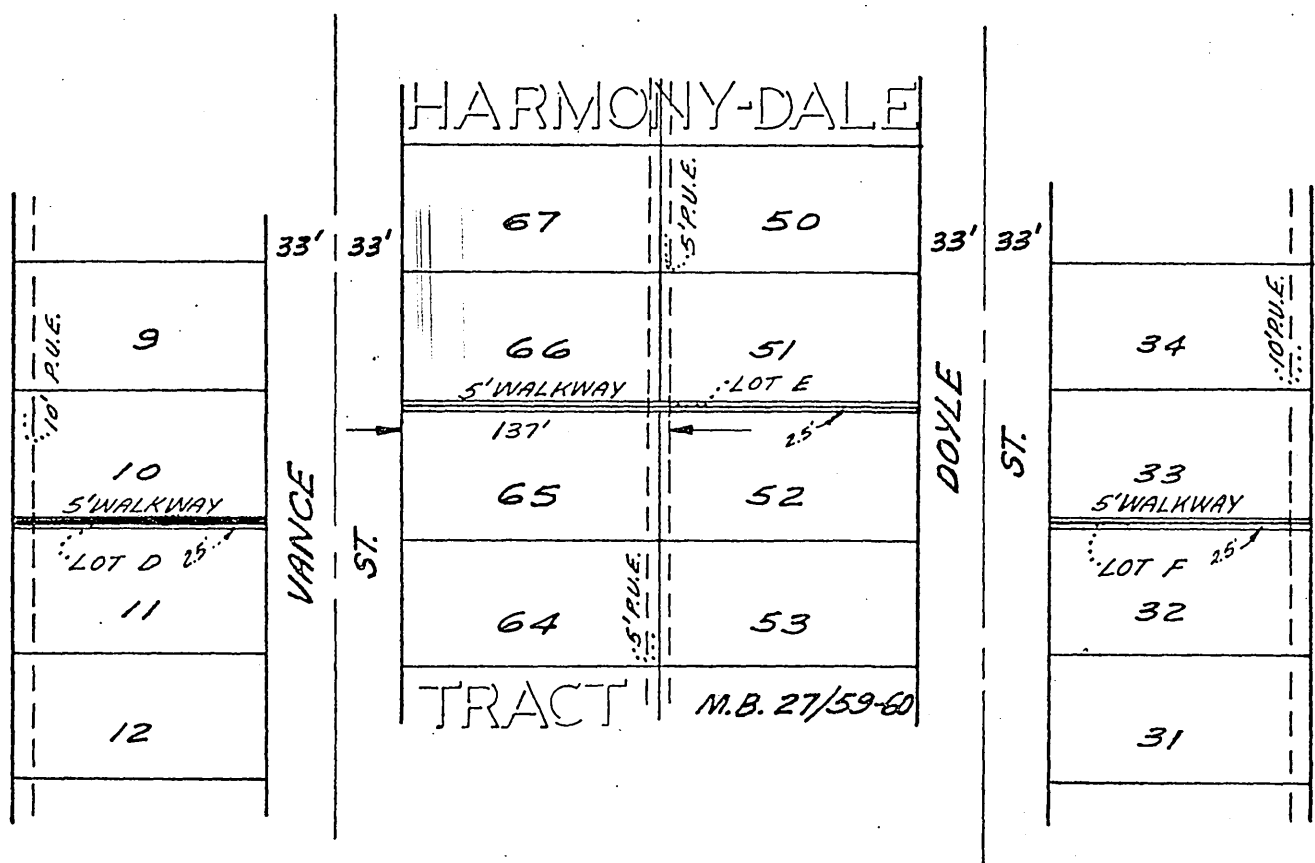 HARMONY-DALE
67
5' P.U.E.
50
33'
33'
33'
33'
9
10' P.U.E.
66
51
34
10' P.U.E.
5' WALKWAY
LOT E
137'
2.5'
10
5' WALKWAY
LOT D
2.5'
11
12
VANCE
ST.
65
52
64
5' P.U.E.
53
DOYLE
ST.
33
5' WALKWAY
LOT F
2.5'
32
31
TRACT
M.B. 27/59-60